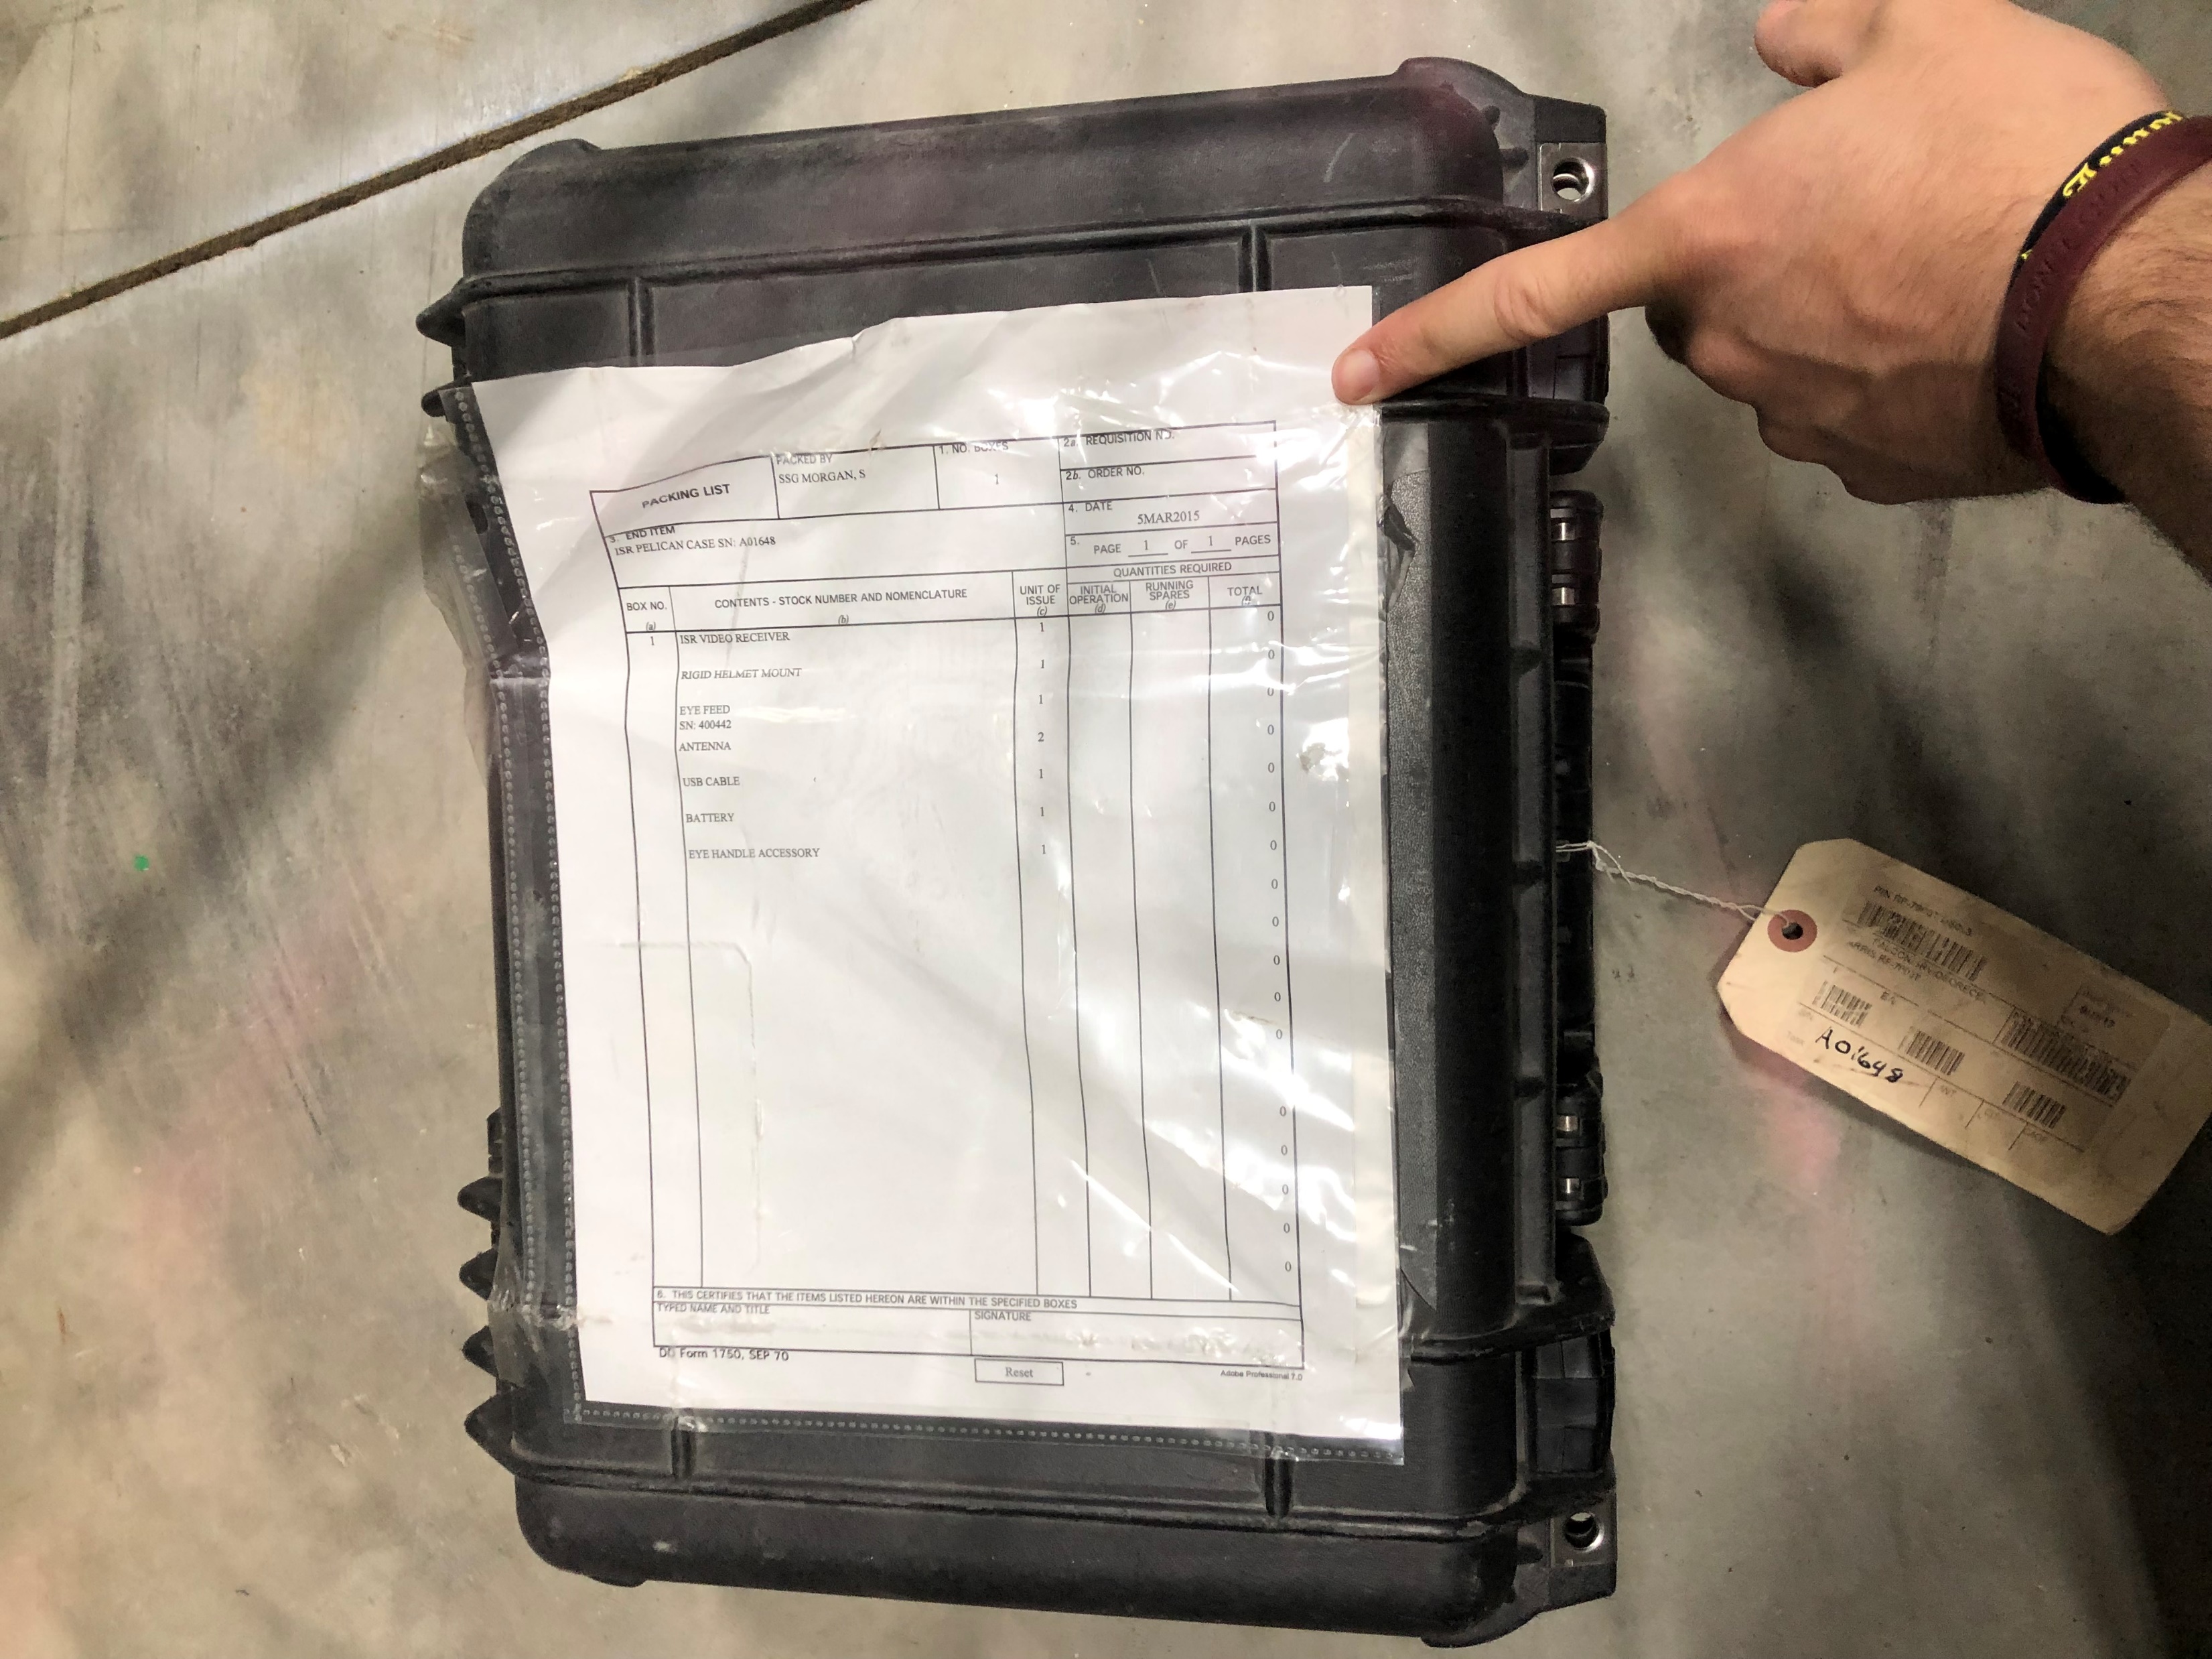 PACKING LIST
PACKED BY
SSG MORGAN, S
1. NO. BOXES
1
2a. REQUISITION NO.
2b. ORDER NO.
3. END ITEM
ISR PELICAN CASE SN: A01648
4. DATE
5MAR2015
5. PAGE 1 OF 1 PAGES
BOX NO.
(a)
CONTENTS - STOCK NUMBER AND NOMENCLATURE
(b)
UNIT OF
ISSUE
(c)
QUANTITIES REQUIRED
INITIAL
OPERATION
(d)
RUNNING
SPARES
(e)
TOTAL
(f)
1 ISR VIDEO RECEIVER 1 0
RIGID HELMET MOUNT 1 0
EYE FEED 1 0
SN: 400442
ANTENNA 2 0
USB CABLE 1 0
BATTERY 1 0
EYE HANDLE ACCESSORY 1 0
0
0
0
0
0
0
0
0
0
0
6. THIS CERTIFIES THAT THE ITEMS LISTED HEREON ARE WITHIN THE SPECIFIED BOXES
TYPED NAME AND TITLE
SIGNATURE
DD Form 1750, SEP 70
Reset
Adobe Professional 7.0
A01648